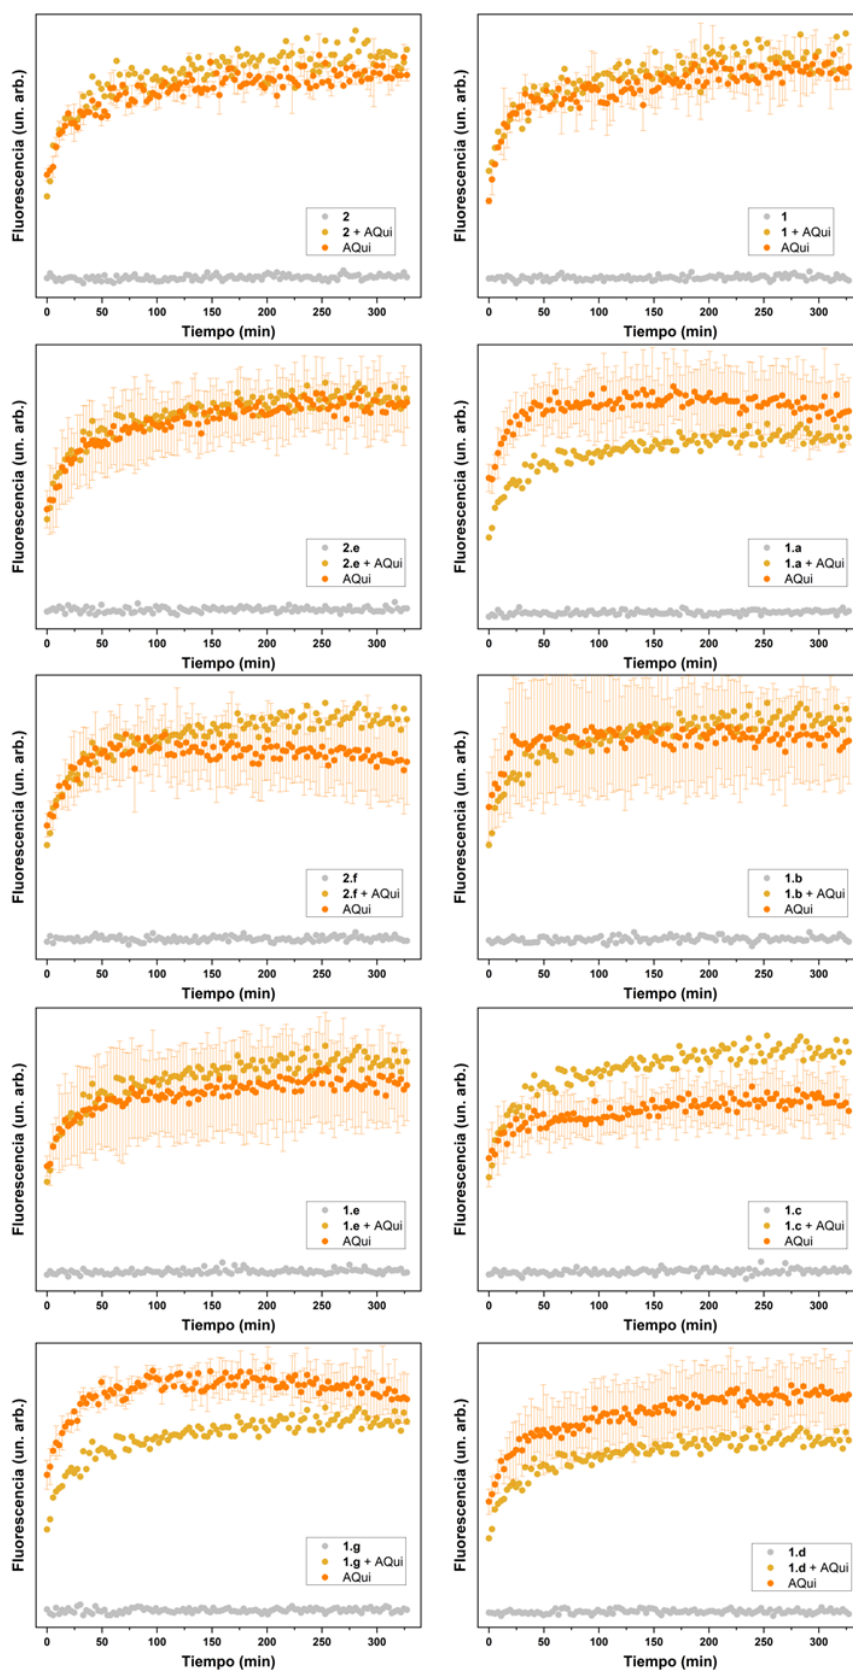 Fluorescencia (un. arb.)
2
2 + AQui
AQui
0 50 100 150 200 250 300
Tiempo (min)
Fluorescencia (un. arb.)
1
1 + AQui
AQui
0 50 100 150 200 250 300
Tiempo (min)
Fluorescencia (un. arb.)
2.e
2.e + AQui
AQui
0 50 100 150 200 250 300
Tiempo (min)
Fluorescencia (un. arb.)
1.a
1.a + AQui
AQui
0 50 100 150 200 250 300
Tiempo (min)
Fluorescencia (un. arb.)
2.f
2.f + AQui
AQui
0 50 100 150 200 250 300
Tiempo (min)
Fluorescencia (un. arb.)
1.b
1.b + AQui
AQui
0 50 100 150 200 250 300
Tiempo (min)
Fluorescencia (un. arb.)
1.e
1.e + AQui
AQui
0 50 100 150 200 250 300
Tiempo (min)
Fluorescencia (un. arb.)
1.c
1.c + AQui
AQui
0 50 100 150 200 250 300
Tiempo (min)
Fluorescencia (un. arb.)
1.g
1.g + AQui
AQui
0 50 100 150 200 250 300
Tiempo (min)
Fluorescencia (un. arb.)
1.d
1.d + AQui
AQui
0 50 100 150 200 250 300
Tiempo (min)